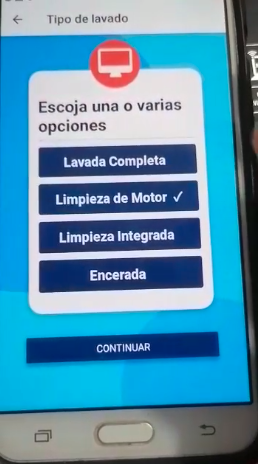 Tipo de lavado
Escoja una o varias
opciones
Lavada Completa
Limpieza de Motor ✓
Limpieza Integrada
Encerada
CONTINUAR